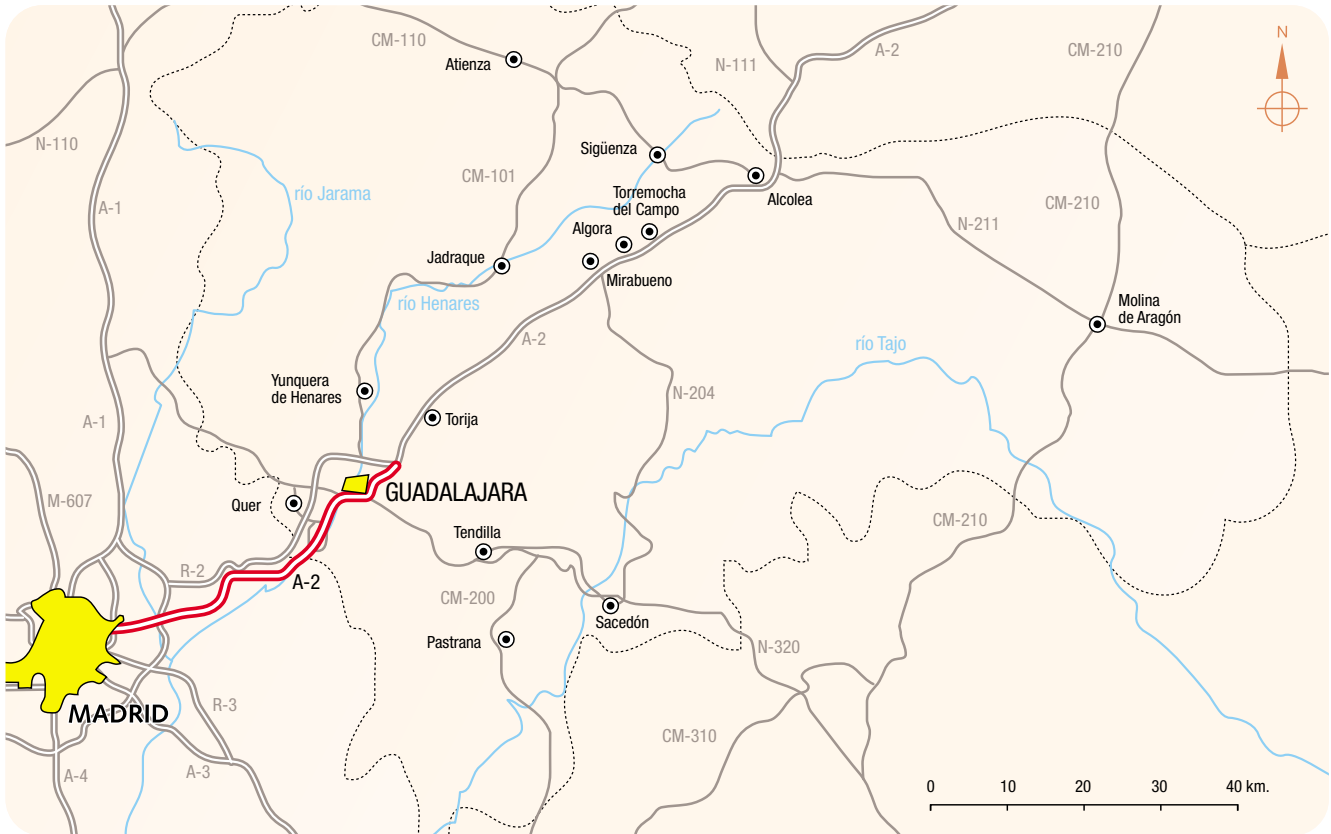 CM-110
Atienza
N-111
A-2
CM-210
N
N-110
CM-101
Sigüenza
río Jarama
A-1
Torremocha
del Campo
Alcolea
CM-210
N-211
Algora
Jadraque
Mirabueno
río Henares
Molina
de Aragón
A-2
río Tajo
Yunquera
de Henares
N-204
A-1
Torija
M-607
Quer
GUADALAJARA
CM-210
Tendilla
R-2
A-2
CM-200
Sacedón
Pastrana
N-320
R-3
MADRID
CM-310
A-4
A-3
0 10 20 30 40 km.